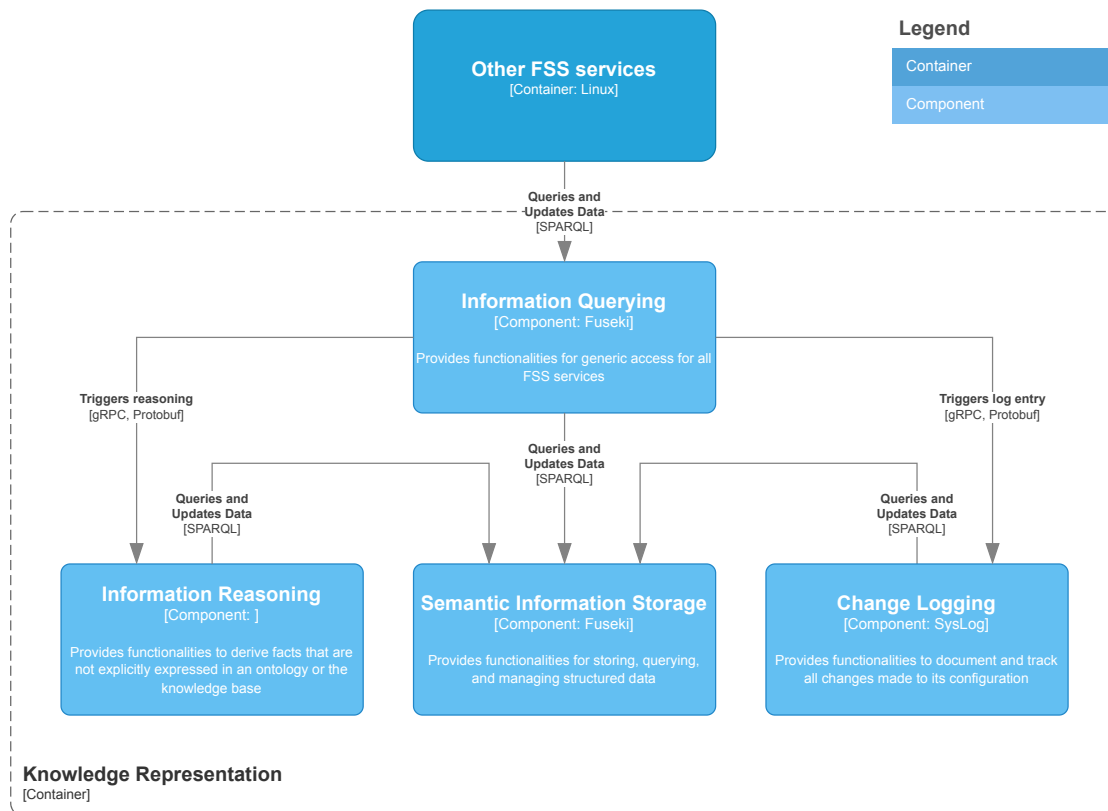 Legend
Container
Component
Other FSS services
[Container: Linux]
Queries and
Updates Data
[SPARQL]
Information Querying
[Component: Fuseki]
Provides functionalities for generic access for all
FSS services
Triggers reasoning
[gRPC, Protobuf]
Triggers log entry
[gRPC, Protobuf]
Queries and
Updates Data
[SPARQL]
Queries and
Updates Data
[SPARQL]
Queries and
Updates Data
[SPARQL]
Information Reasoning
[Component: ]
Provides functionalities to derive facts that are
not explicitly expressed in an ontology or the
knowledge base
Semantic Information Storage
[Component: Fuseki]
Provides functionalities for storing, querying,
and managing structured data
Change Logging
[Component: SysLog]
Provides functionalities to document and track
all changes made to its configuration
Knowledge Representation
[Container]